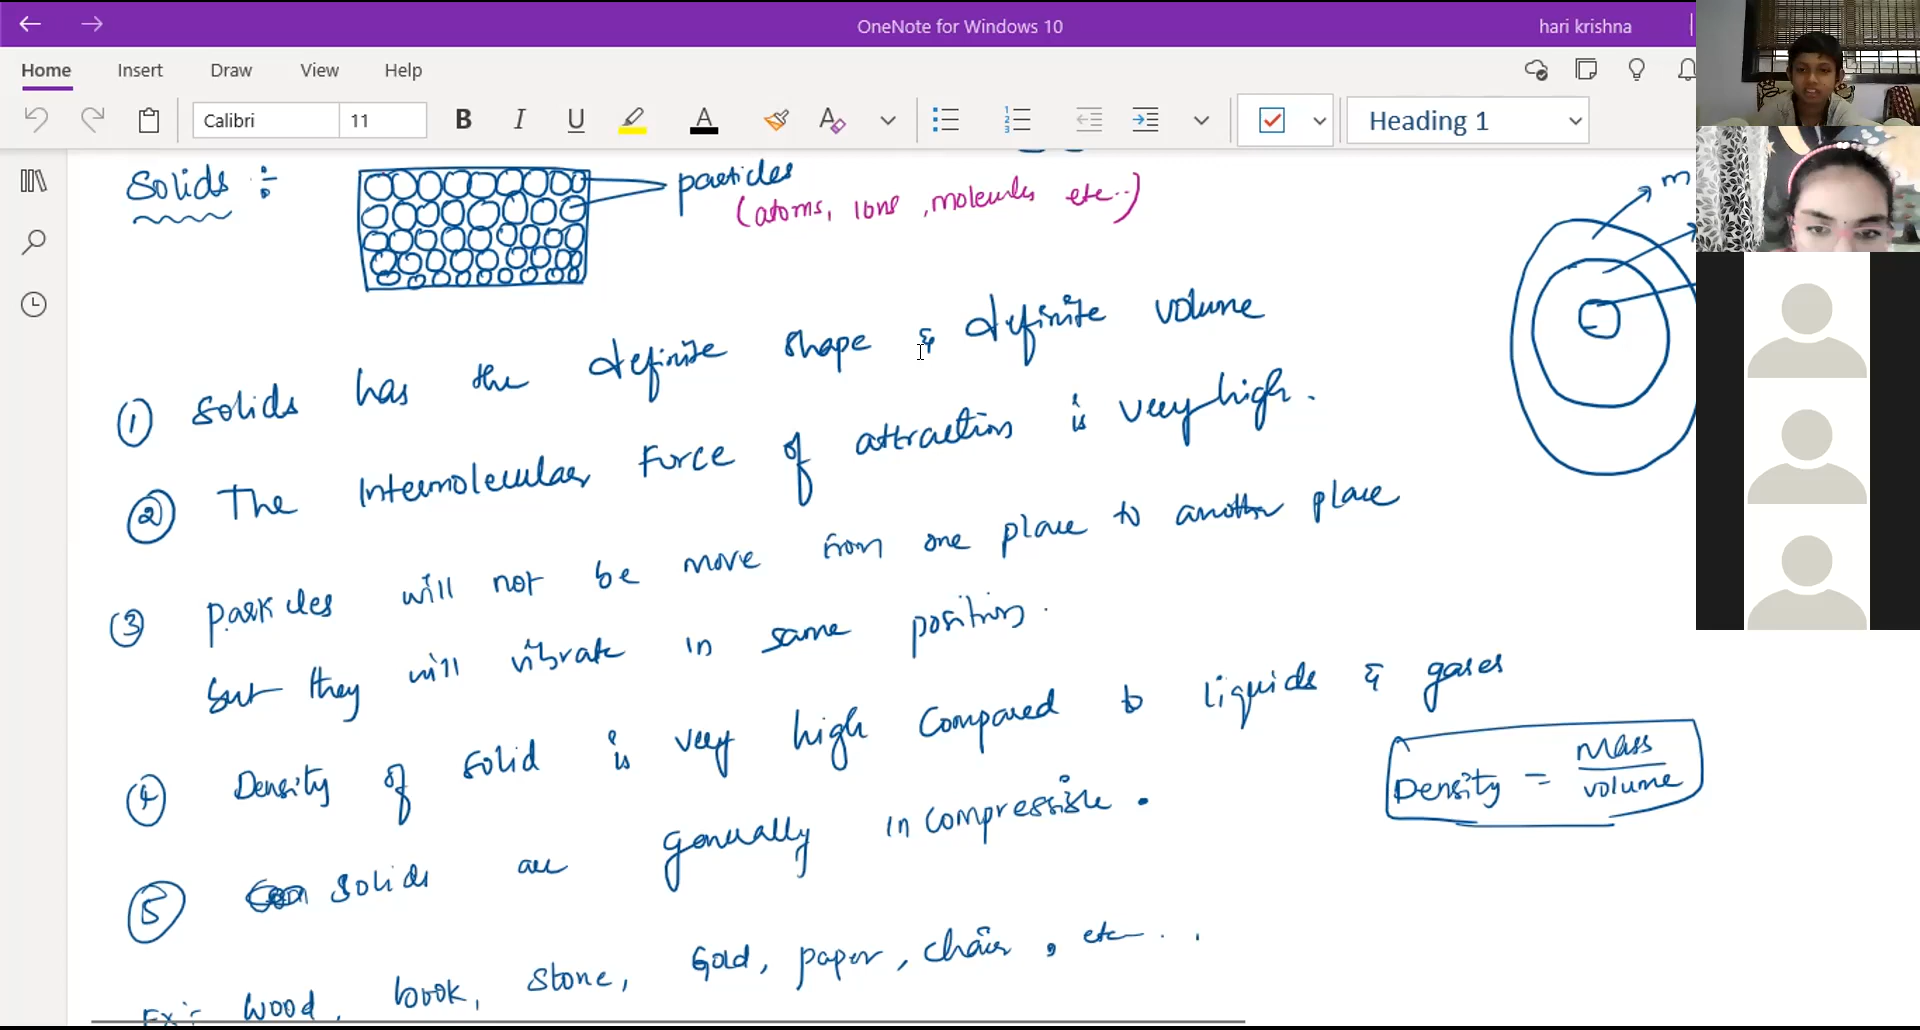 OneNote for Windows 10
hari krishna
Home Insert Draw View Help
Calibri 11 B I U A Heading 1
Solids :-
particles
(atoms, ions, molecules etc..)
m
① Solids has the definite shape & definite volume
② The Intermolecular Force of attraction is very high.
③ particles will not be move from one place to another place
but they will vibrate in same position.
④ Density of solid is very high compared to liquids & gases
Density = Mass
volume
⑤ solids are generally incompressible.
Ex:- wood, book, stone, Gold, paper, chair, etc...